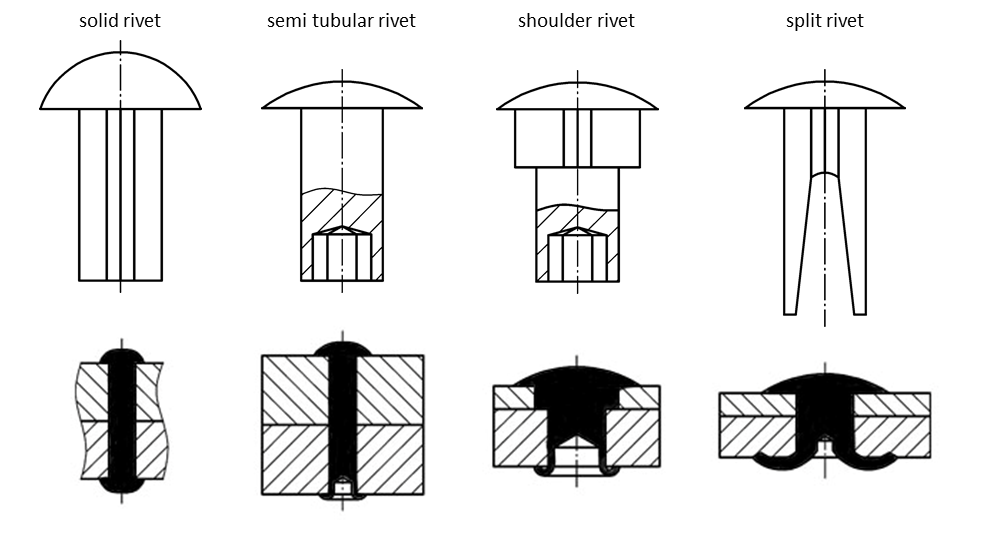 solid rivet
semi tubular rivet
shoulder rivet
split rivet